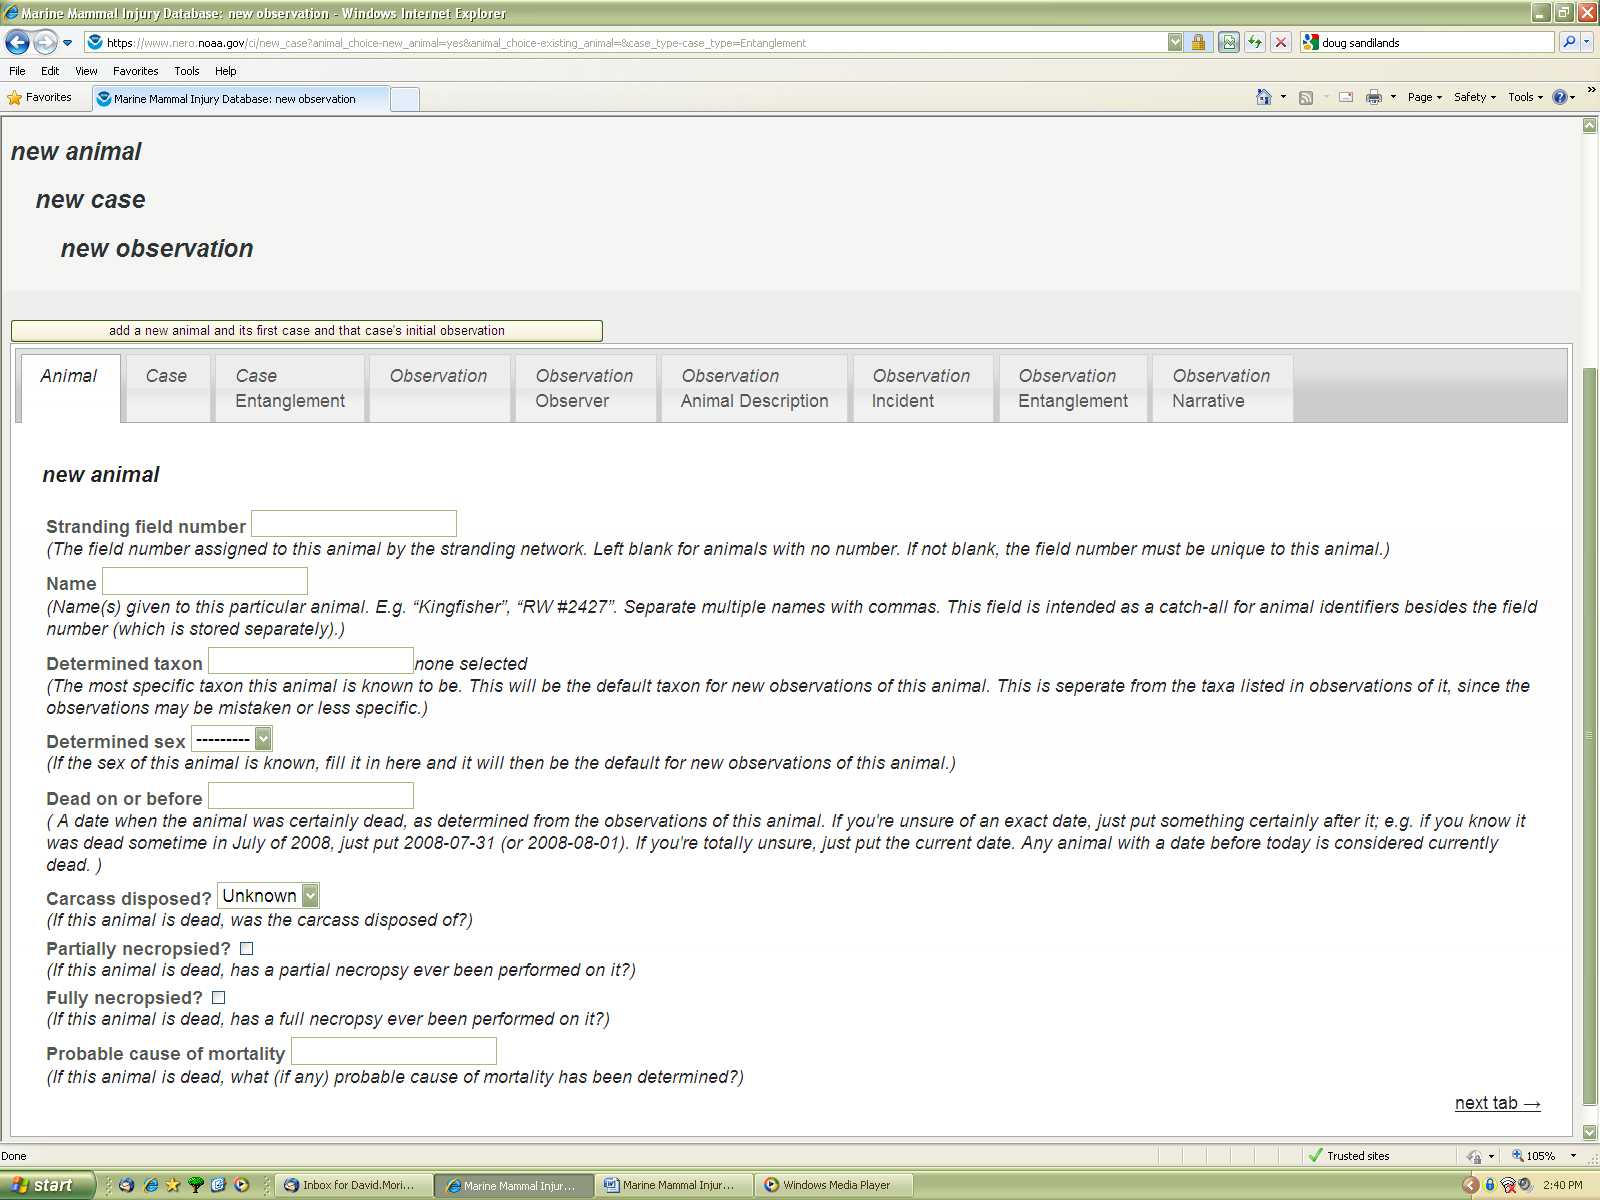 Marine Mammal Injury Database: new observation - Windows Internet Explorer
https://www.nero.noaa.gov/ci/new_case?animal_choice-new_animal=yes&animal_choice-existing_animal=&case_type-case_type=Entanglement
doug sandilands
File Edit View Favorites Tools Help
Favorites Marine Mammal Injury Database: new observation Page Safety Tools »
new animal
new case
new observation
add a new animal and its first case and that case's initial observation
Animal Case Case Observation Observation Observation Observation Observation Observation
Entanglement Observer Animal Description Incident Entanglement Narrative
new animal
Stranding field number
(The field number assigned to this animal by the stranding network. Left blank for animals with no number. If not blank, the field number must be unique to this animal.)
Name
(Name(s) given to this particular animal. E.g. “Kingfisher”, “RW #2427”. Separate multiple names with commas. This field is intended as a catch-all for animal identifiers besides the field
number (which is stored separately).)
Determined taxon none selected
(The most specific taxon this animal is known to be. This will be the default taxon for new observations of this animal. This is seperate from the taxa listed in observations of it, since the
observations may be mistaken or less specific.)
Determined sex ---------
(If the sex of this animal is known, fill it in here and it will then be the default for new observations of this animal.)
Dead on or before
( A date when the animal was certainly dead, as determined from the observations of this animal. If you're unsure of an exact date, just put something certainly after it; e.g. if you know it
was dead sometime in July of 2008, just put 2008-07-31 (or 2008-08-01). If you're totally unsure, just put the current date. Any animal with a date before today is considered currently
dead. )
Carcass disposed? Unknown
(If this animal is dead, was the carcass disposed of?)
Partially necropsied?
(If this animal is dead, has a partial necropsy ever been performed on it?)
Fully necropsied?
(If this animal is dead, has a full necropsy ever been performed on it?)
Probable cause of mortality
(If this animal is dead, what (if any) probable cause of mortality has been determined?)
next tab →
Done Trusted sites 105%
start Inbox for David.Mori... Marine Mammal Injur... Marine Mammal Injur... Windows Media Player 2:40 PM